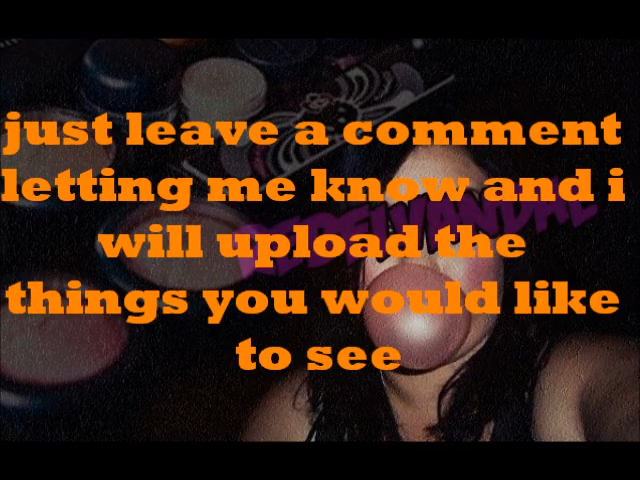 just leave a comment
letting me know and i
will upload the
things you would like
to see